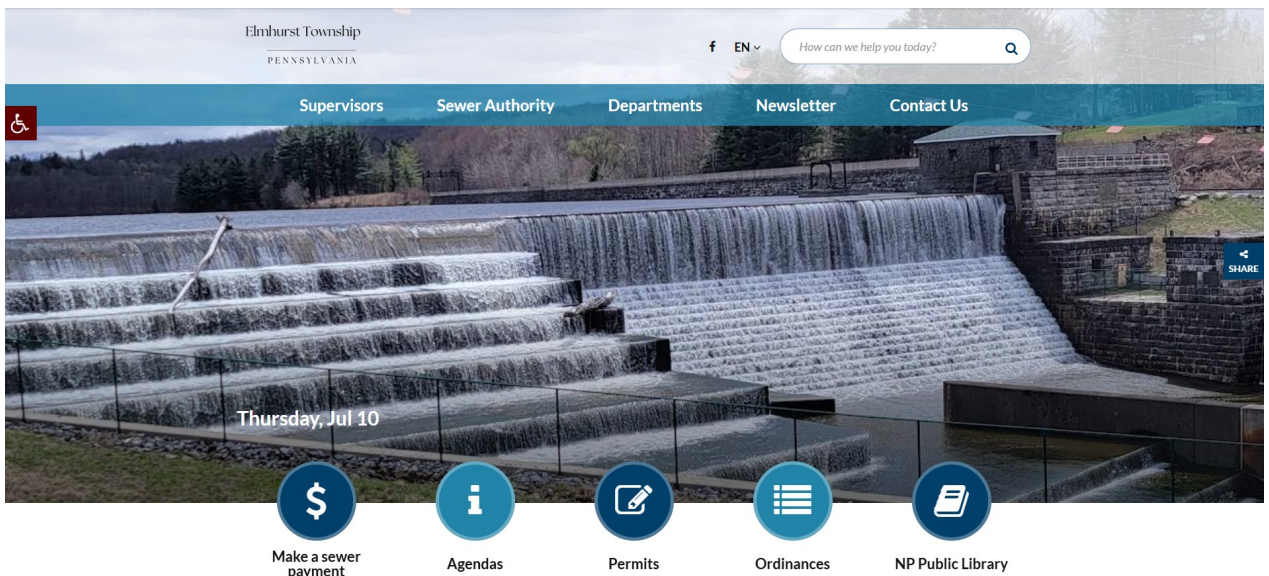 Elmhurst Township
PENNSYLVANIA
f EN How can we help you today?
Supervisors Sewer Authority Departments Newsletter Contact Us
SHARE
Thursday, Jul 10
$
i
Make a sewer
payment
Agendas
Permits
Ordinances
NP Public Library